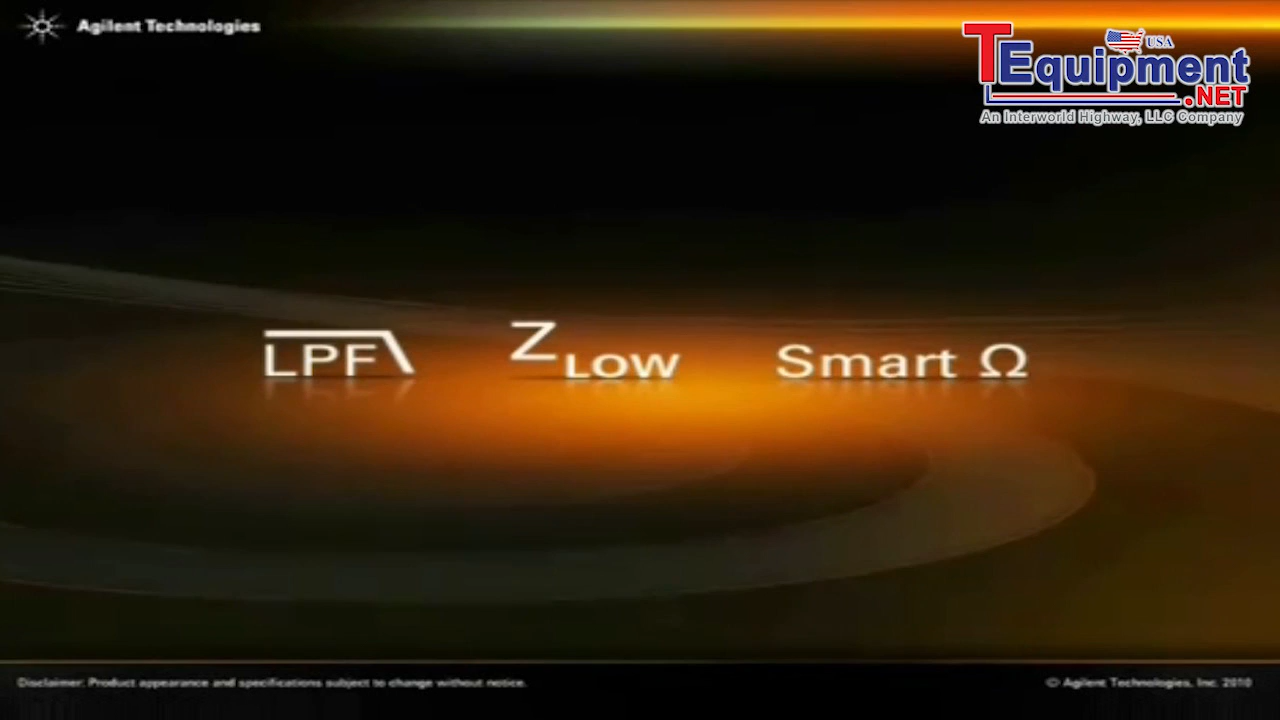 Agilent Technologies
TEquipment
USA
.NET
An Interworld Highway, LLC Company
LPF
ZLOW
Smart Ω
Disclaimer: Product appearance and specifications subject to change without notice.
© Agilent Technologies, Inc. 2010